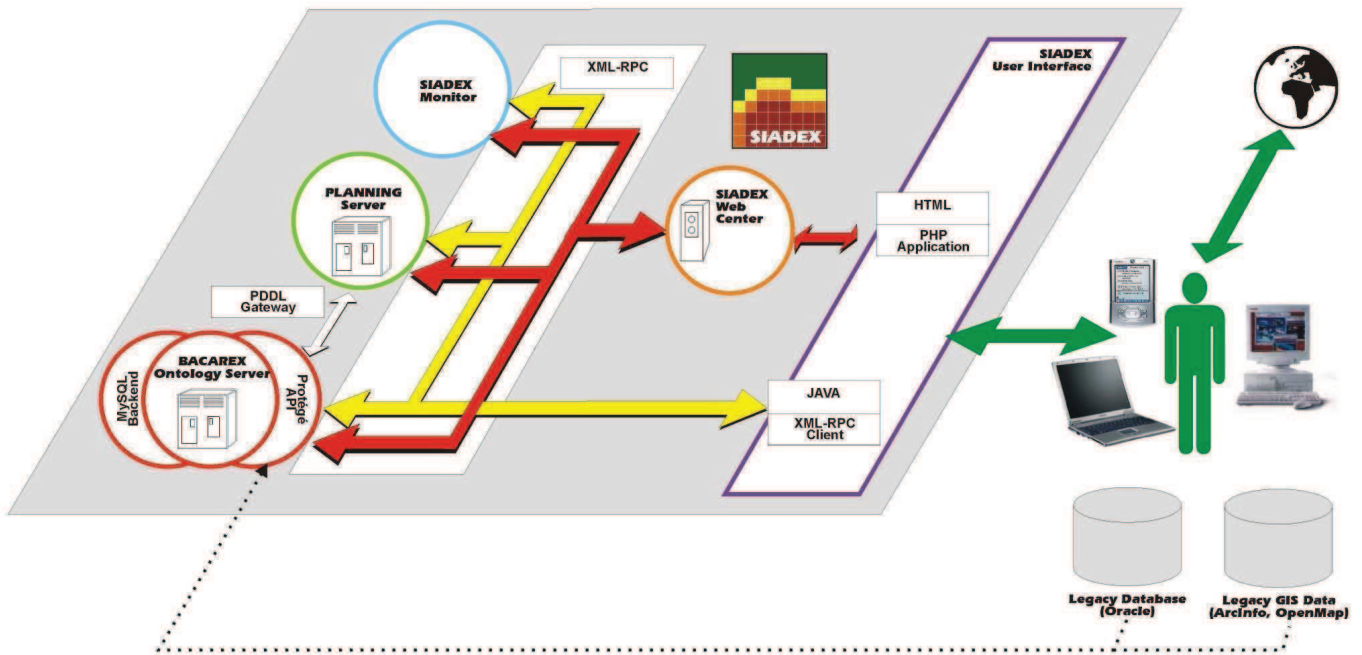 SIADEX
Monitor
XML-RPC
SIADEX
SIADEX
User Interface
PLANNING
Server
SIADEX
Web
Center
HTML
PHP
Application
PDDL
Gateway
MySQL
Backend
BACAREX
Ontology Server
Protégé
API
JAVA
XML-RPC
Client
Legacy Database
(Oracle)
Legacy GIS Data
(ArcInfo, OpenMap)